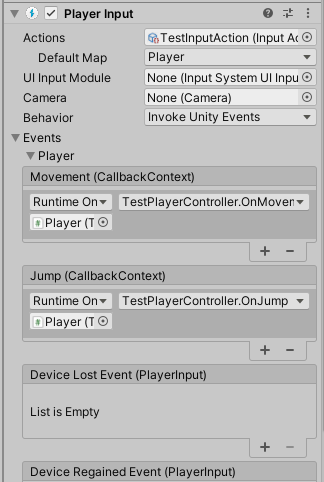 Player Input
Actions TestInputAction (Input Ac
Default Map Player
UI Input Module None (Input System UI Inpu
Camera None (Camera)
Behavior Invoke Unity Events
Events
Player
Movement (CallbackContext)
Runtime On TestPlayerController.OnMoven
Player (T
Jump (CallbackContext)
Runtime On TestPlayerController.OnJump
Player (T
Device Lost Event (PlayerInput)
List is Empty
Device Regained Event (PlayerInput)